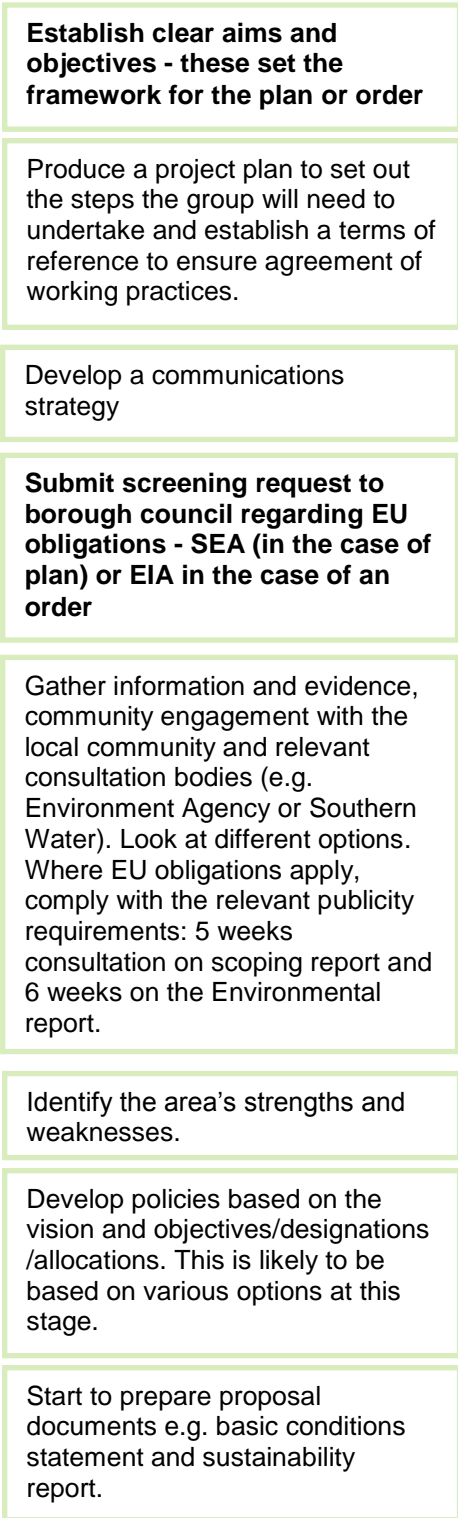 Establish clear aims and
objectives - these set the
framework for the plan or order
Produce a project plan to set out
the steps the group will need to
undertake and establish a terms of
reference to ensure agreement of
working practices.
Develop a communications
strategy
Submit screening request to
borough council regarding EU
obligations - SEA (in the case of
plan) or EIA in the case of an
order
Gather information and evidence,
community engagement with the
local community and relevant
consultation bodies (e.g.
Environment Agency or Southern
Water). Look at different options.
Where EU obligations apply,
comply with the relevant publicity
requirements: 5 weeks
consultation on scoping report and
6 weeks on the Environmental
report.
Identify the area’s strengths and
weaknesses.
Develop policies based on the
vision and objectives/designations
/allocations. This is likely to be
based on various options at this
stage.
Start to prepare proposal
documents e.g. basic conditions
statement and sustainability
report.